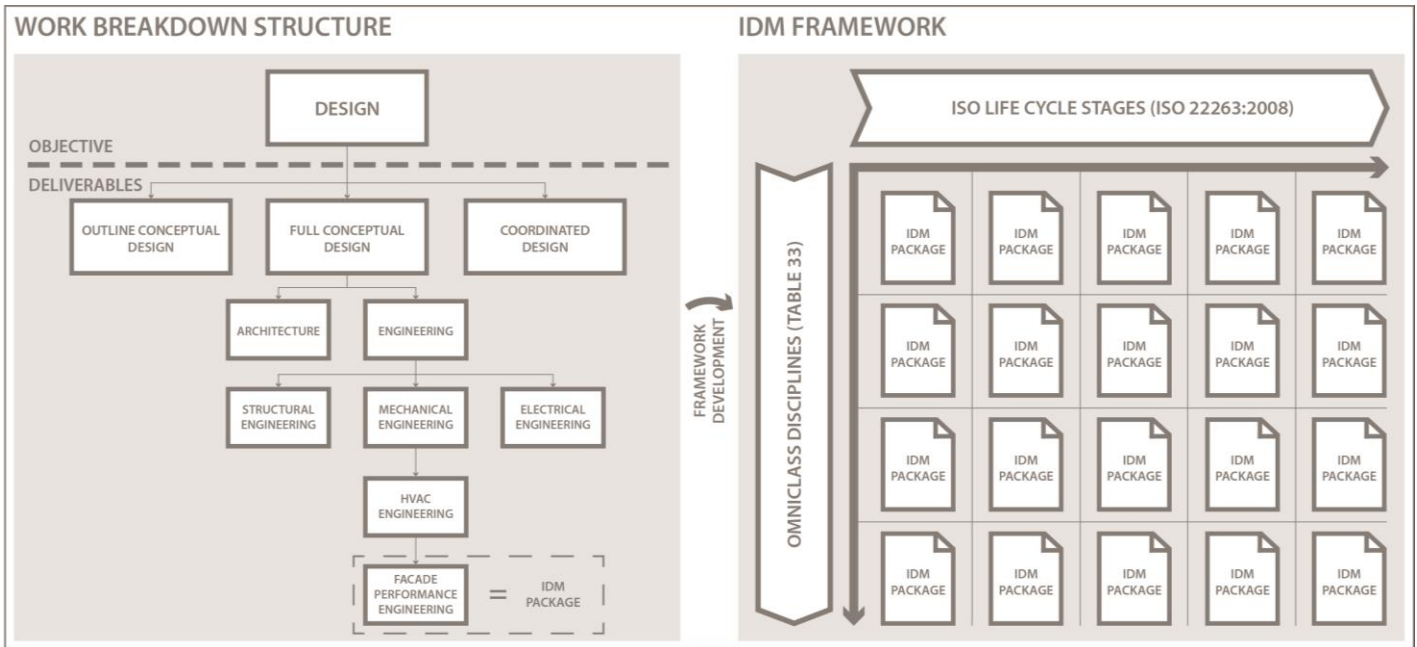 WORK BREAKDOWN STRUCTURE
DESIGN
OBJECTIVE
DELIVERABLES
OUTLINE CONCEPTUAL
DESIGN
FULL CONCEPTUAL
DESIGN
COORDINATED
DESIGN
ARCHITECTURE
ENGINEERING
STRUCTURAL
ENGINEERING
MECHANICAL
ENGINEERING
ELECTRICAL
ENGINEERING
HVAC
ENGINEERING
FACADE
PERFORMANCE
ENGINEERING
=
IDM
PACKAGE
FRAMEWORK
DEVELOPMENT
IDM FRAMEWORK
ISO LIFE CYCLE STAGES (ISO 22263:2008)
OMNICLASS DISCIPLINES (TABLE 33)
IDM
PACKAGE
IDM
PACKAGE
IDM
PACKAGE
IDM
PACKAGE
IDM
PACKAGE
IDM
PACKAGE
IDM
PACKAGE
IDM
PACKAGE
IDM
PACKAGE
IDM
PACKAGE
IDM
PACKAGE
IDM
PACKAGE
IDM
PACKAGE
IDM
PACKAGE
IDM
PACKAGE
IDM
PACKAGE
IDM
PACKAGE
IDM
PACKAGE
IDM
PACKAGE
IDM
PACKAGE